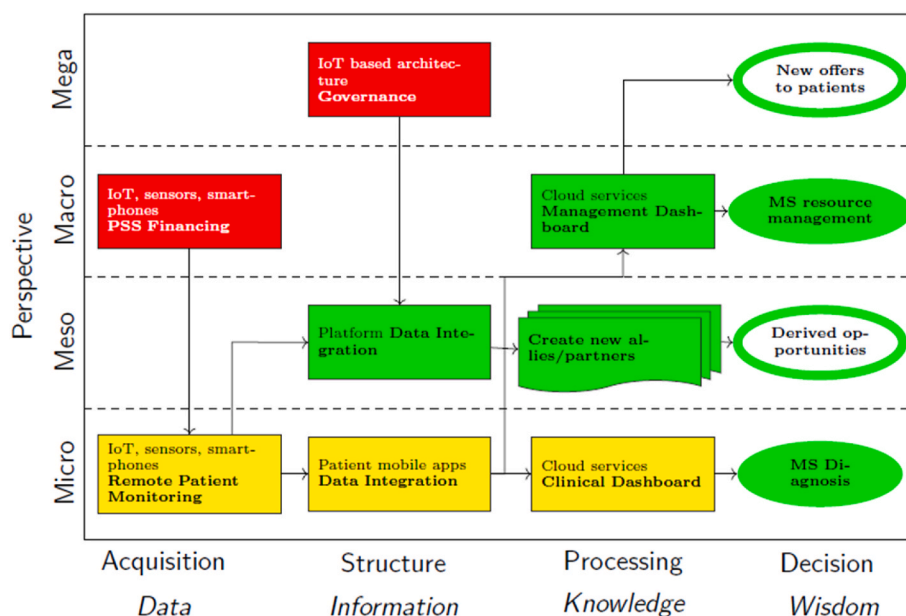 Perspective
Mega
IoT based architec-
ture
Governance
New offers
to patients
Macro
IoT, sensors, smart-
phones
PSS Financing
Cloud services
Management Dash-
board
MS resource
management
Meso
Platform Data Inte-
gration
Create new al-
lies/partners
Derived op-
portunities
Micro
IoT, sensors, smart-
phones
Remote Patient
Monitoring
Patient mobile apps
Data Integration
Cloud services
Clinical Dashboard
MS Di-
agnosis
Acquisition
Structure
Processing
Decision
Data
Information
Knowledge
Wisdom